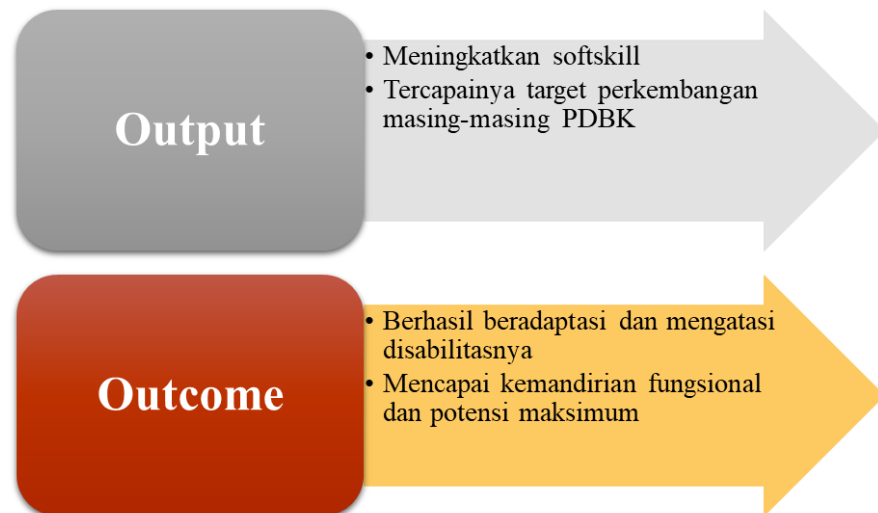 Output
• Meningkatkan softskill
• Tercapainya target perkembangan
masing-masing PDBK
Outcome
• Berhasil beradaptasi dan mengatasi
disabilitasnya
• Mencapai kemandirian fungsional
dan potensi maksimum